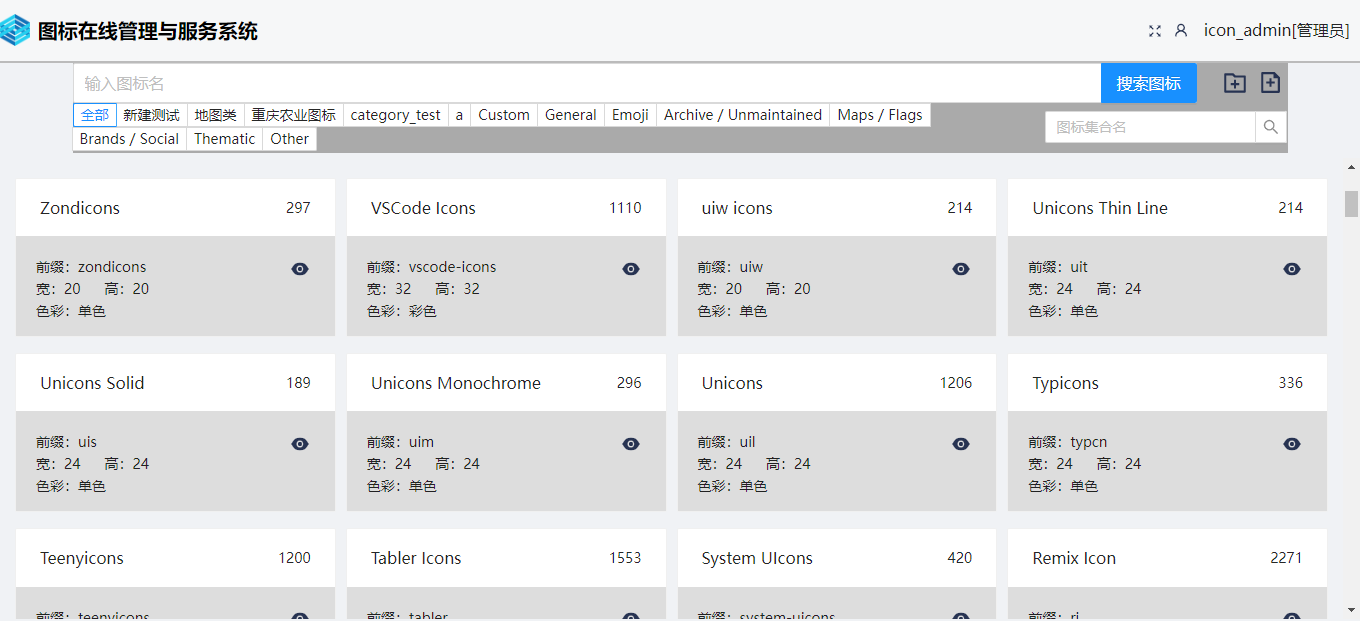 图标在线管理与服务系统
icon_admin[管理员]
输入图标名
搜索图标
全部 新建测试 地图类 重庆农业图标 category_test a Custom General Emoji Archive / Unmaintained Maps / Flags
图标集合名
Brands / Social Thematic Other
Zondicons 297
前缀：zondicons
宽：20 高：20
色彩：单色
VSCode Icons 1110
前缀：vscode-icons
宽：32 高：32
色彩：彩色
uiw icons 214
前缀：uiw
宽：20 高：20
色彩：单色
Unicons Thin Line 214
前缀：uit
宽：24 高：24
色彩：单色
Unicons Solid 189
前缀：uis
宽：24 高：24
色彩：单色
Unicons Monochrome 296
前缀：uim
宽：24 高：24
色彩：单色
Unicons 1206
前缀：uil
宽：24 高：24
色彩：单色
Typicons 336
前缀：typcn
宽：24 高：24
色彩：单色
Teenyicons 1200
前缀：teenyicons
Tabler Icons 1553
前缀：tabler
System UIcons 420
前缀：system-uicons
Remix Icon 2271
前缀：ri